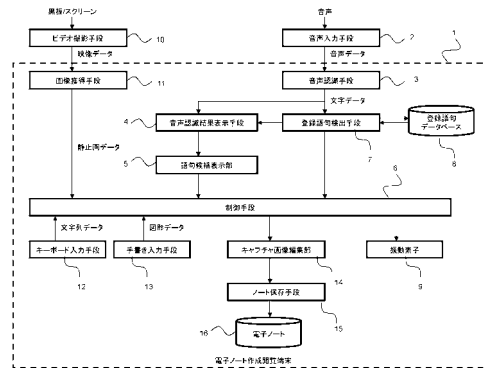 黒板/スクリーン
音声
ビデオ撮影手段
10
音声入力手段
2
1
映像データ
音声データ
画像獲得手段
11
音声認識手段
3
文字データ
4
音声認識結果表示手段
登録語句検出手段
7
登録語句
データベース
8
静止画データ
5
語句候補表示部
6
制御手段
文字列データ
図形データ
キーボード入力手段
12
手書き入力手段
13
キャプチャ画像編集部
14
振動素子
9
ノート保存手段
15
16
電子ノート
電子ノート作成閲覧端末